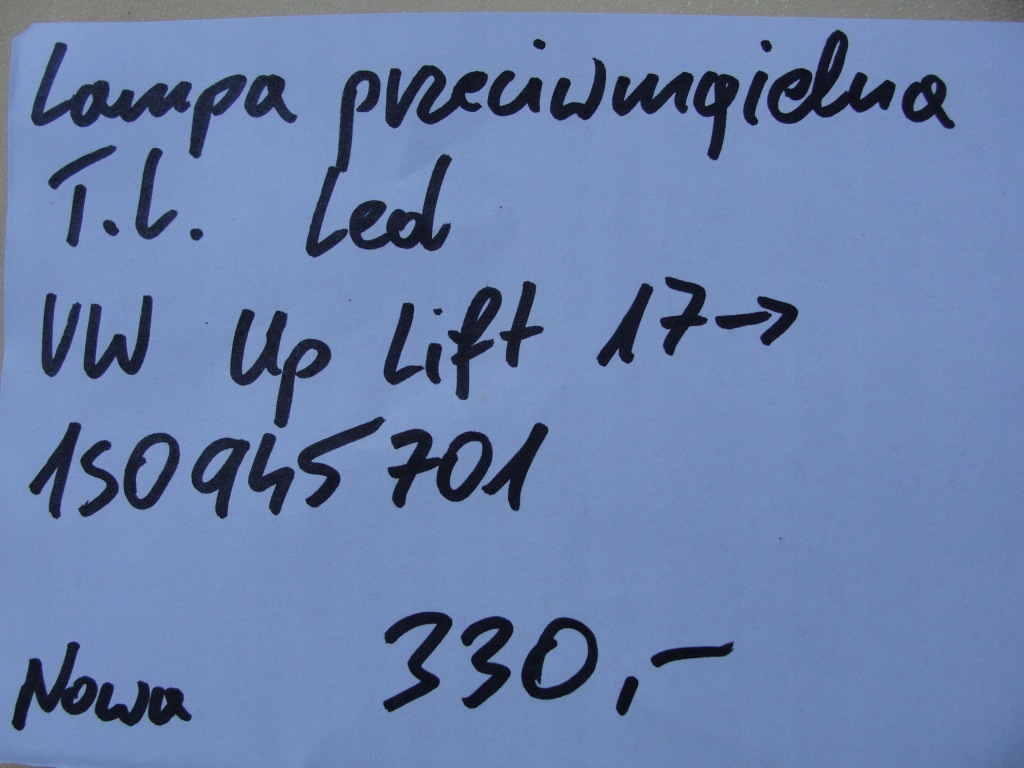 Lampa przeciwmgielna
T.L. Led
VW Up Lift 17→
1S0945701
Nowa 330,-